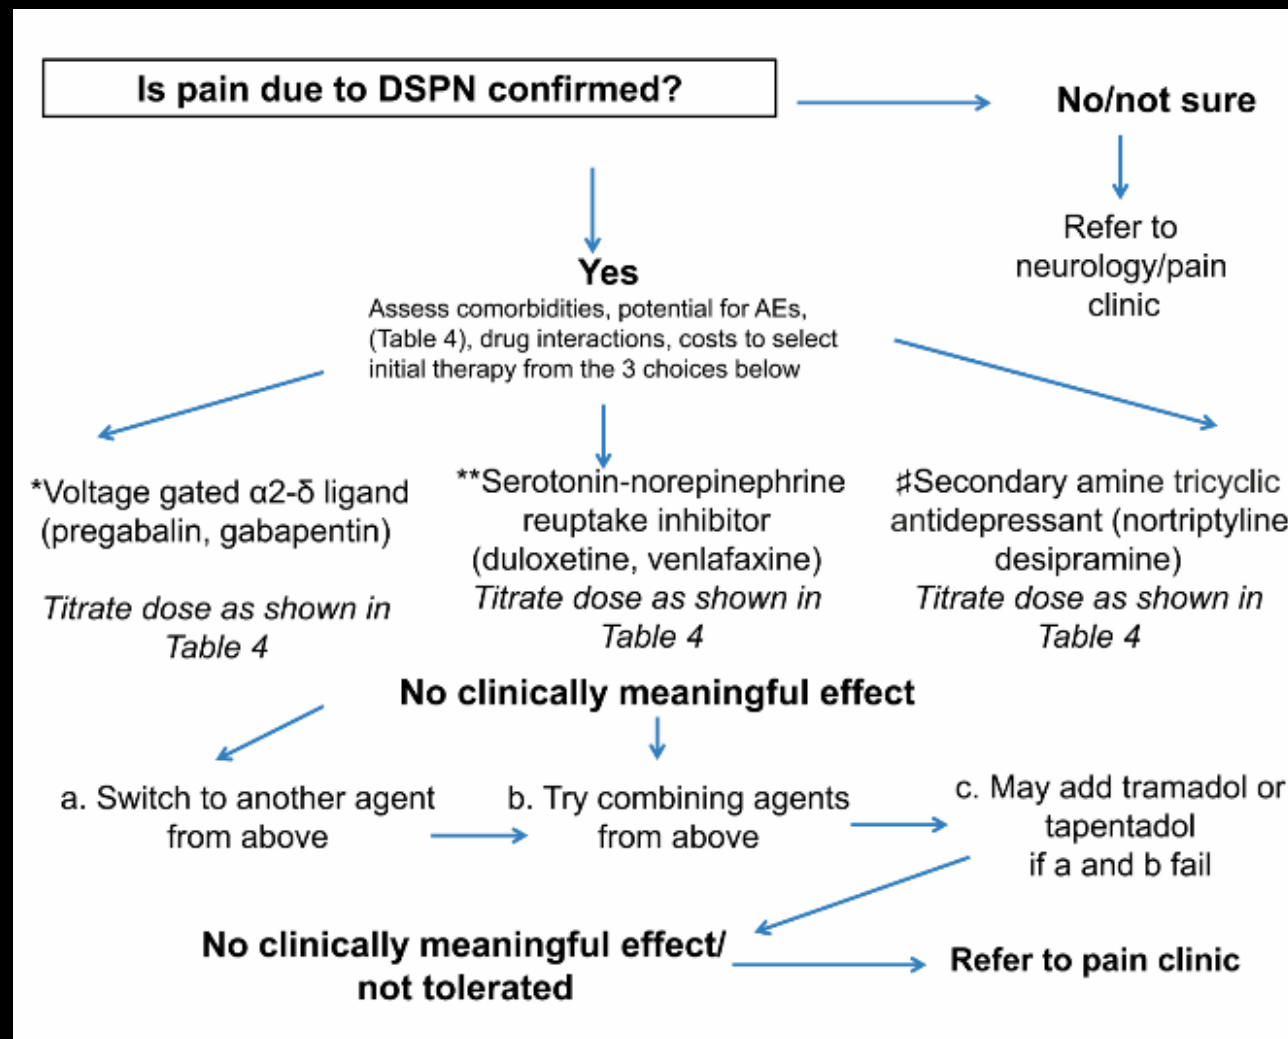 Is pain due to DSPN confirmed?
No/not sure
Refer to
neurology/pain
clinic
Yes
Assess comorbidities, potential for AEs,
(Table 4), drug interactions, costs to select
initial therapy from the 3 choices below
*Voltage gated α2-δ ligand
(pregabalin, gabapentin)
Titrate dose as shown in
Table 4
**Serotonin-norepinephrine
reuptake inhibitor
(duloxetine, venlafaxine)
Titrate dose as shown in
Table 4
♯Secondary amine tricyclic
antidepressant (nortriptyline
desipramine)
Titrate dose as shown in
Table 4
No clinically meaningful effect
a. Switch to another agent
from above
b. Try combining agents
from above
c. May add tramadol or
tapentadol
if a and b fail
No clinically meaningful effect/
not tolerated
Refer to pain clinic